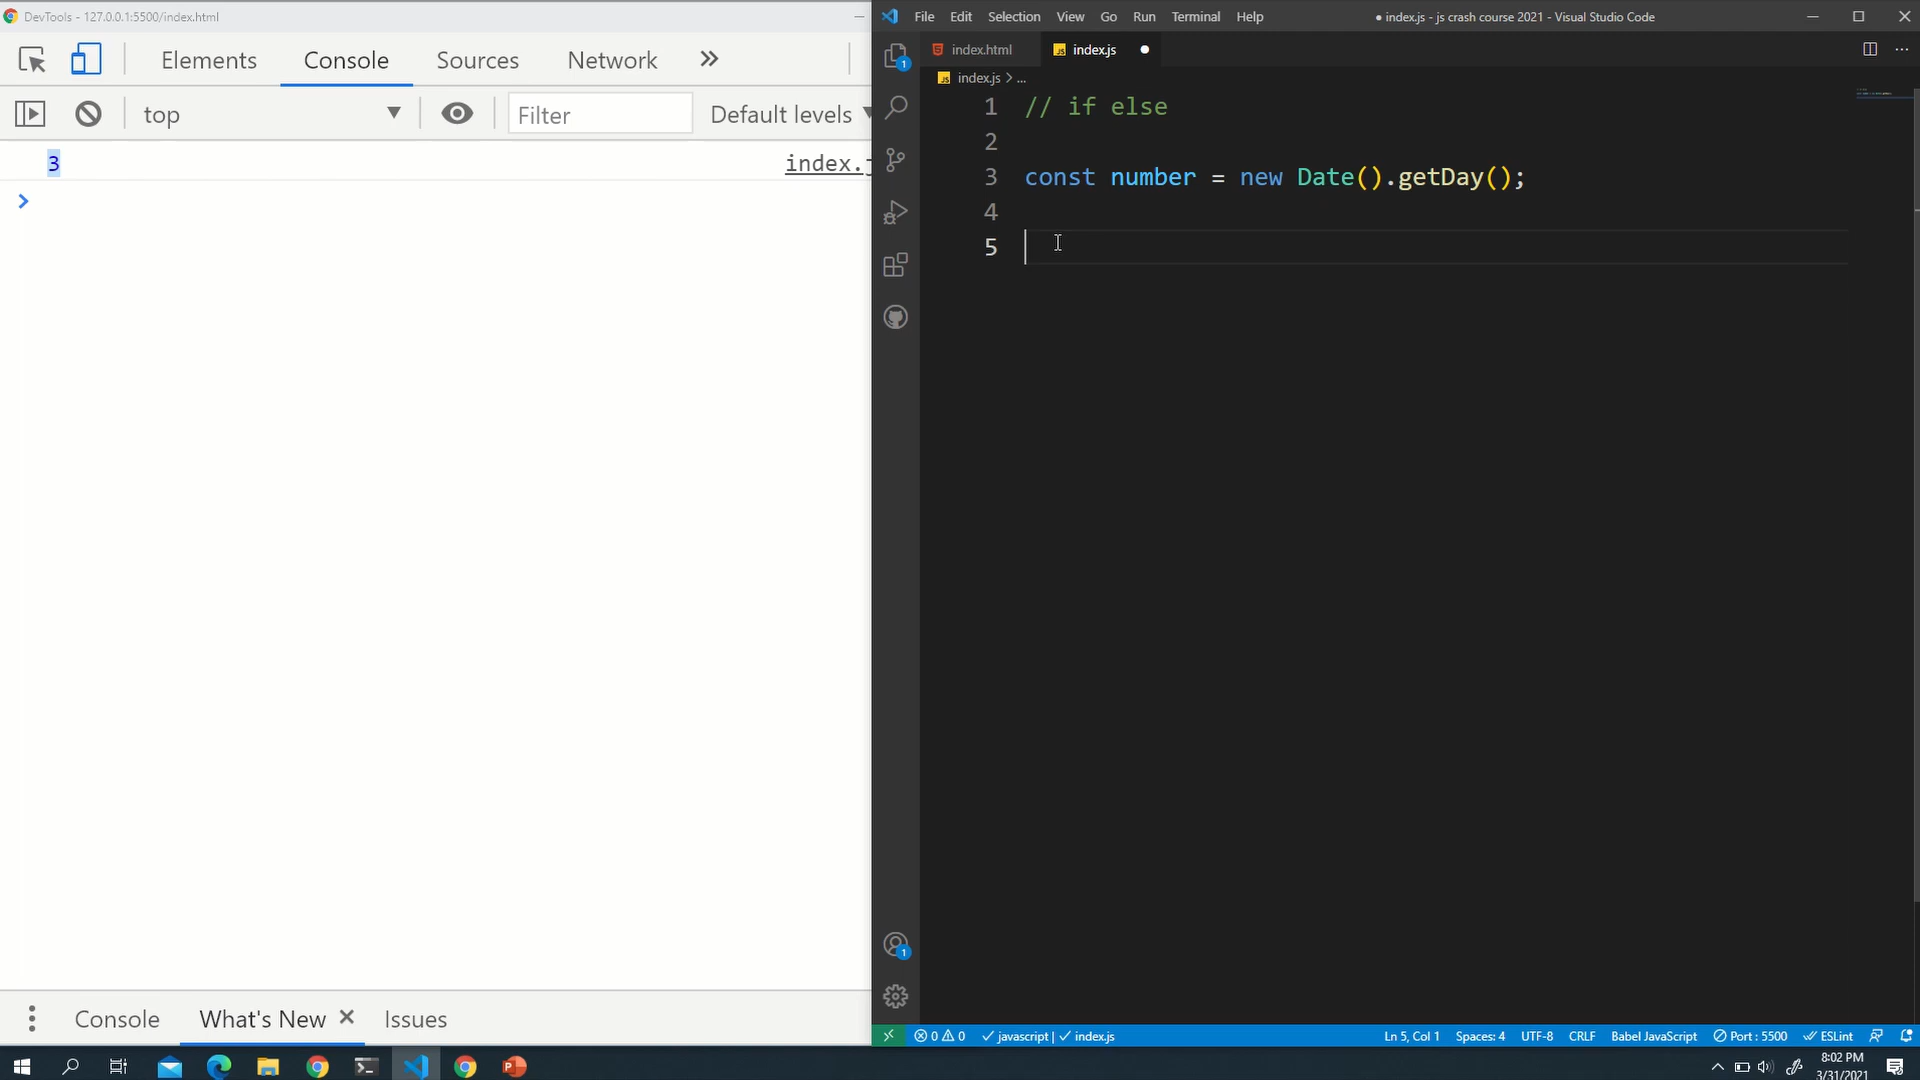 DevTools - 127.0.0.1:5500/index.html
Elements Console Sources Network
top Filter Default levels
3 index.j
Console What's New Issues
File Edit Selection View Go Run Terminal Help index.js - js crash course 2021 - Visual Studio Code
index.html index.js
JS index.js > ...
1 // if else
2
3 const number = new Date().getDay();
4
5
1
1
0 0 javascript | index.js Ln 5, Col 1 Spaces: 4 UTF-8 CRLF Babel JavaScript Port : 5500 ESLint
8:02 PM
3/31/2021